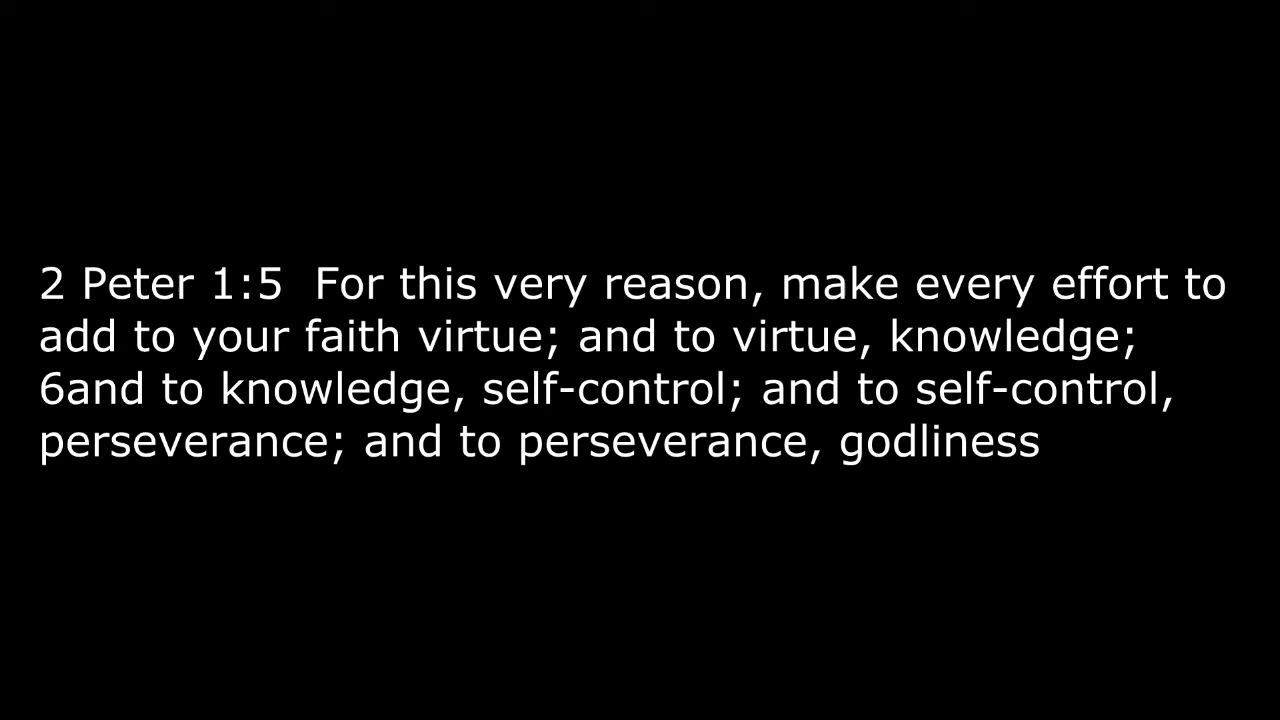 2 Peter 1:5  For this very reason, make every effort to
add to your faith virtue; and to virtue, knowledge;
6and to knowledge, self-control; and to self-control,
perseverance; and to perseverance, godliness